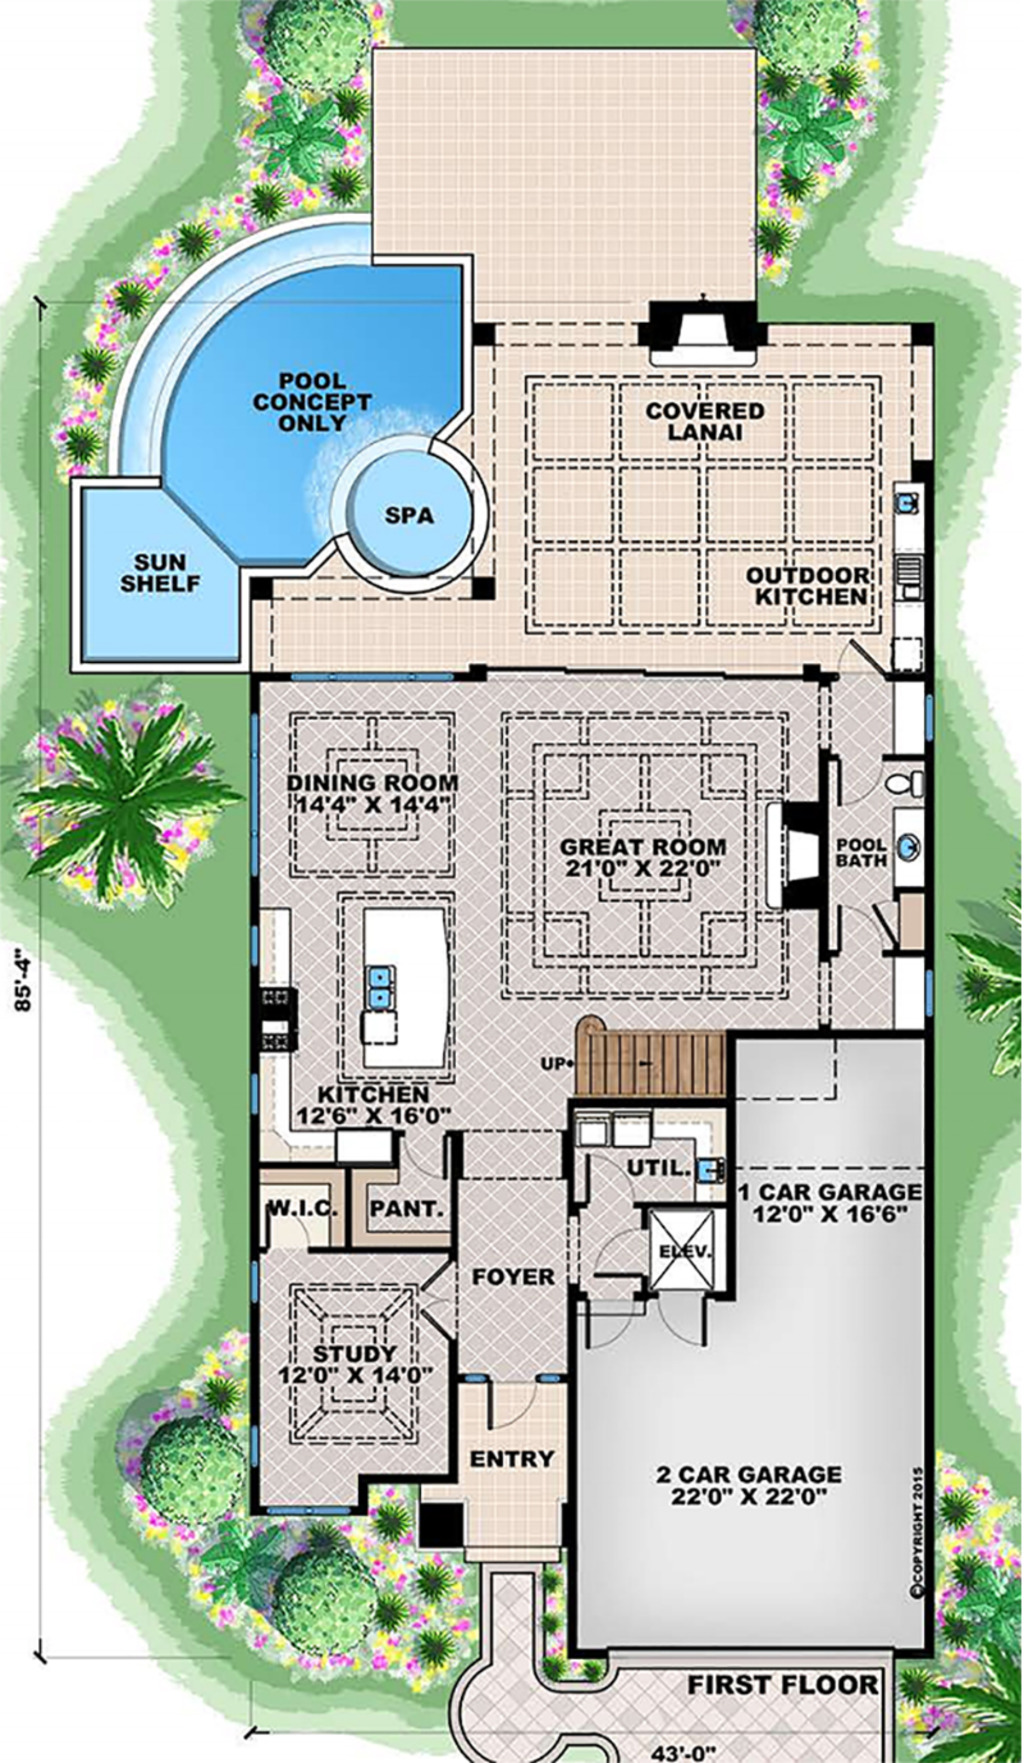 POOL
CONCEPT
ONLY
COVERED
LANAI
SPA
SUN
SHELF
OUTDOOR
KITCHEN
DINING ROOM
14'4" X 14'4"
GREAT ROOM
21'0" X 22'0"
POOL
BATH
85'-4"
UP
KITCHEN
12'6" X 16'0"
UTIL.
1 CAR GARAGE
12'0" X 16'6"
W.I.C.
PANT.
ELEV.
FOYER
STUDY
12'0" X 14'0"
ENTRY
2 CAR GARAGE
22'0" X 22'0"
©COPYRIGHT 2015
FIRST FLOOR
43'-0"